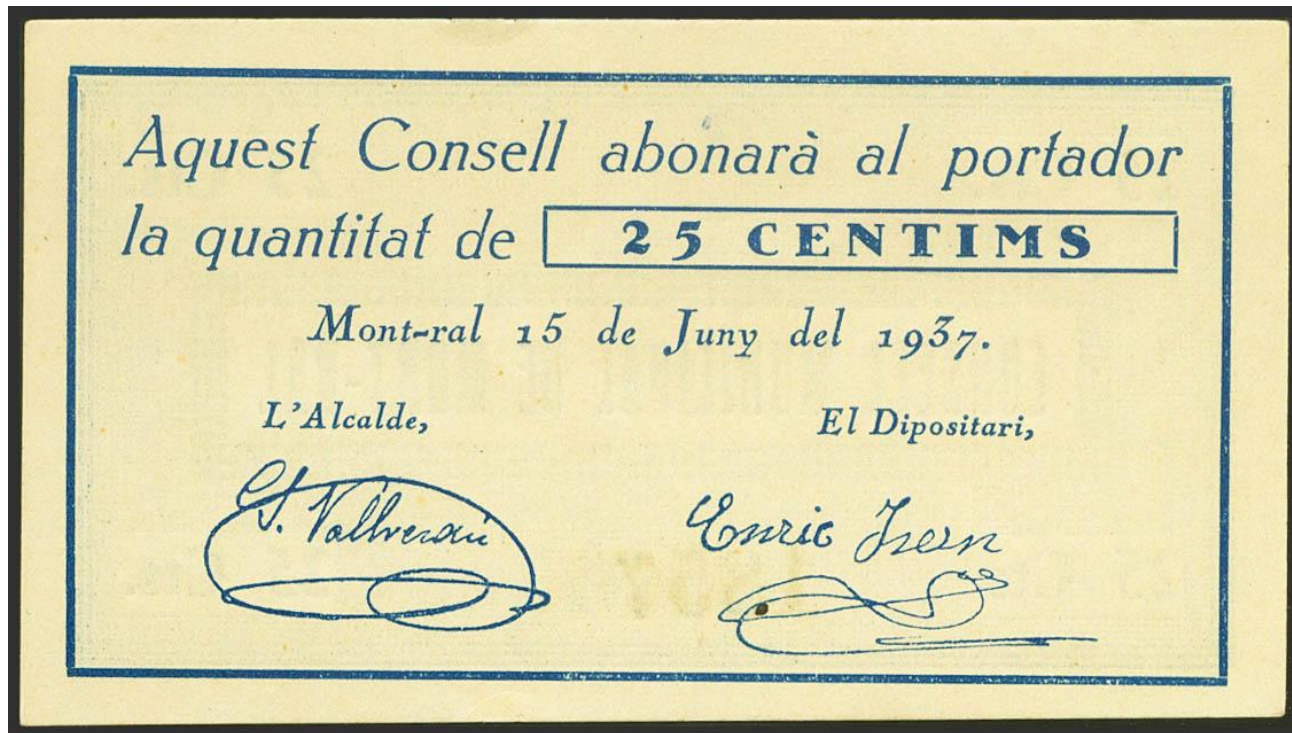 Aquest Consell abonarà al portador
la quantitat de 25 CENTIMS
Mont-ral 15 de Juny del 1937.
L'Alcalde, El Dipositari,
Enric Isern